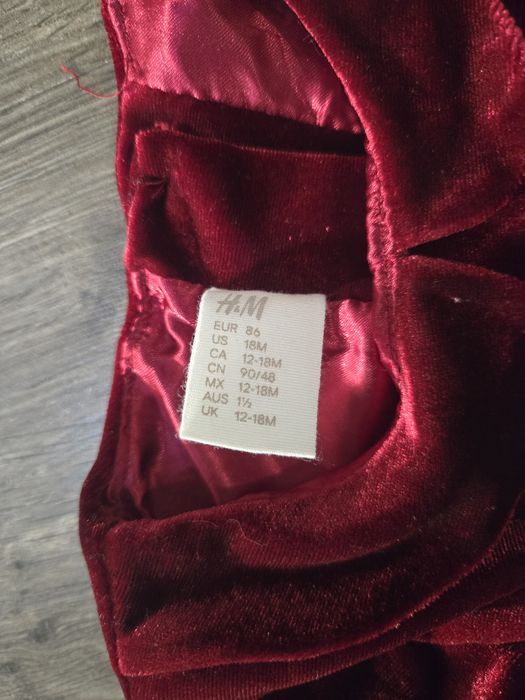 H&M
EUR 86
US 18M
CA 12-18M
CN 90/48
MX 12-18M
AUS 1½
UK 12-18M